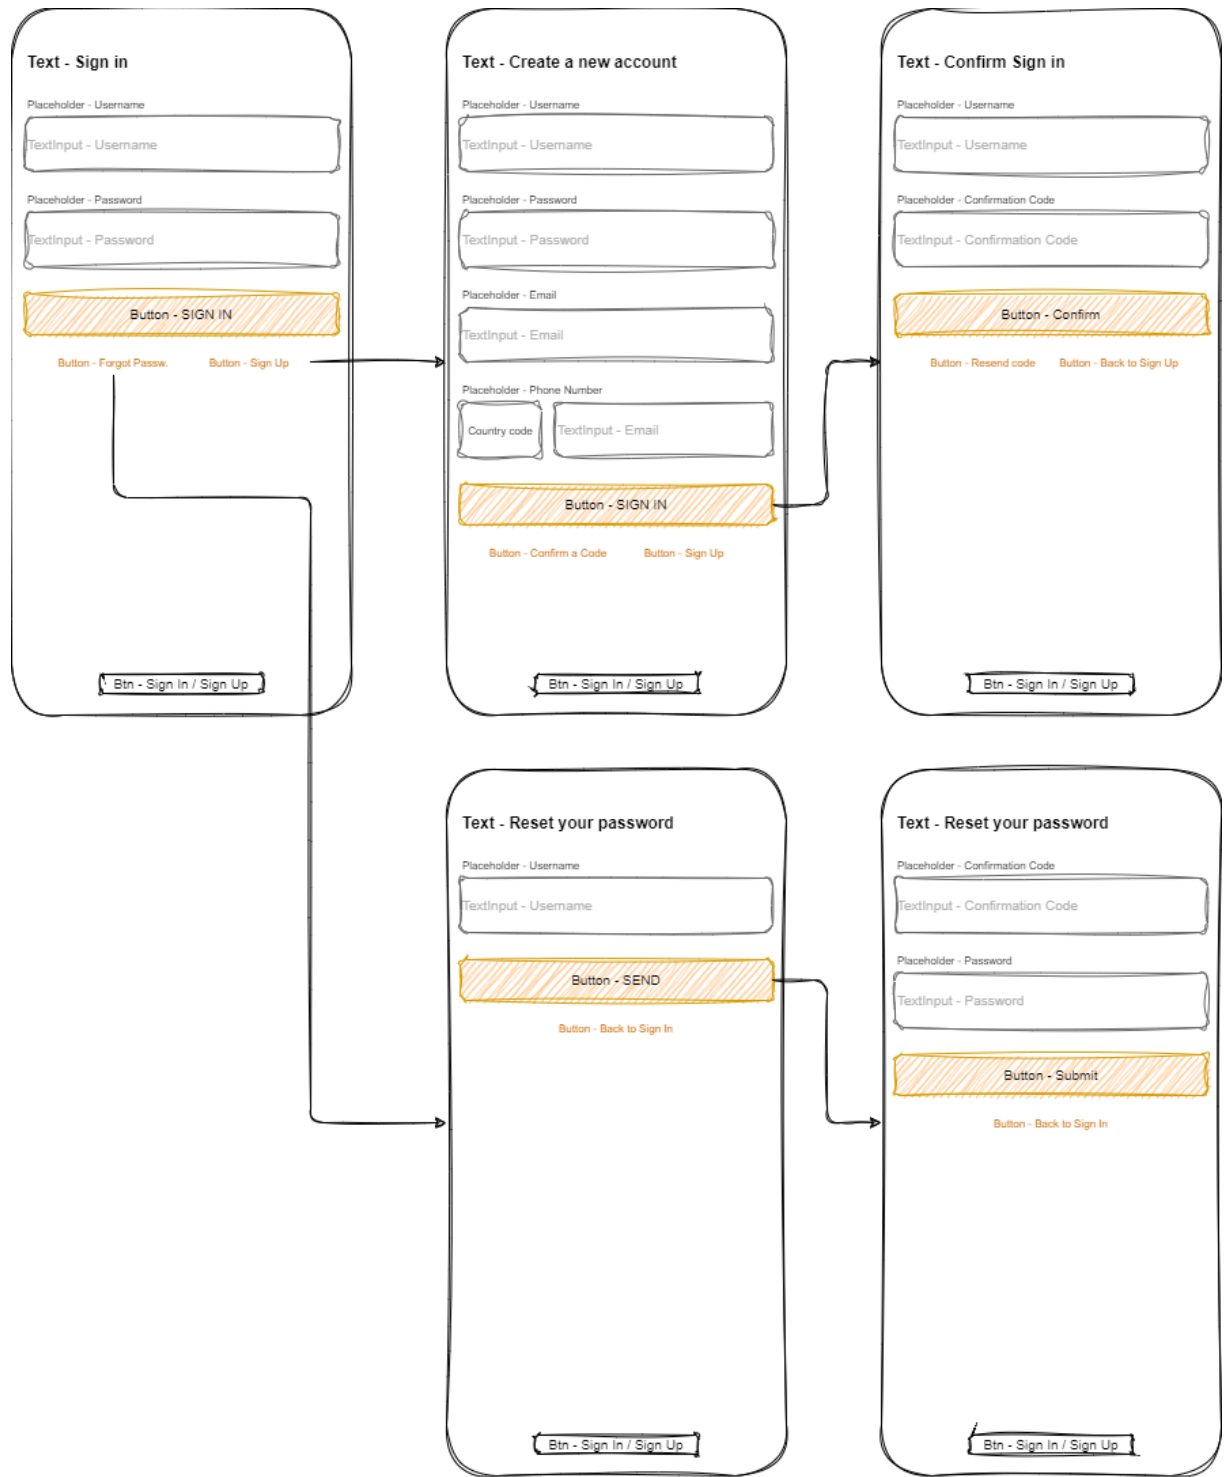 Text - Sign in
Placeholder - Username
TextInput - Username
Placeholder - Password
TextInput - Password
Button - SIGN IN
Button - Forgot Passw.
Button - Sign Up
Btn - Sign In / Sign Up
Text - Create a new account
Placeholder - Username
TextInput - Username
Placeholder - Password
TextInput - Password
Placeholder - Email
TextInput - Email
Placeholder - Phone Number
Country code
TextInput - Email
Button - SIGN IN
Button - Confirm a Code
Button - Sign Up
Btn - Sign In / Sign Up
Text - Confirm Sign in
Placeholder - Username
TextInput - Username
Placeholder - Confirmation Code
TextInput - Confirmation Code
Button - Confirm
Button - Resend code
Button - Back to Sign Up
Btn - Sign In / Sign Up
Text - Reset your password
Placeholder - Username
TextInput - Username
Button - SEND
Button - Back to Sign In
Btn - Sign In / Sign Up
Text - Reset your password
Placeholder - Confirmation Code
TextInput - Confirmation Code
Placeholder - Password
TextInput - Password
Button - Submit
Button - Back to Sign In
Btn - Sign In / Sign Up